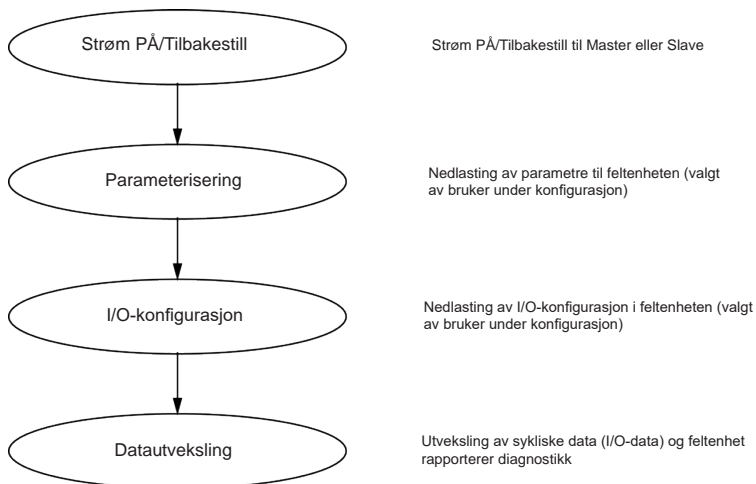 Strøm PÅ/Tilbakestill
Strøm PÅ/Tilbakestill til Master eller Slave
Parameterisering
Nedlasting av parametre til feltenheten (valgt
av bruker under konfigurasjon)
I/O-konfigurasjon
Nedlasting av I/O-konfigurasjon i feltenheten (valgt
av bruker under konfigurasjon)
Datautveksling
Utveksling av sykliske data (I/O-data) og feltenhet
rapporterer diagnostikk